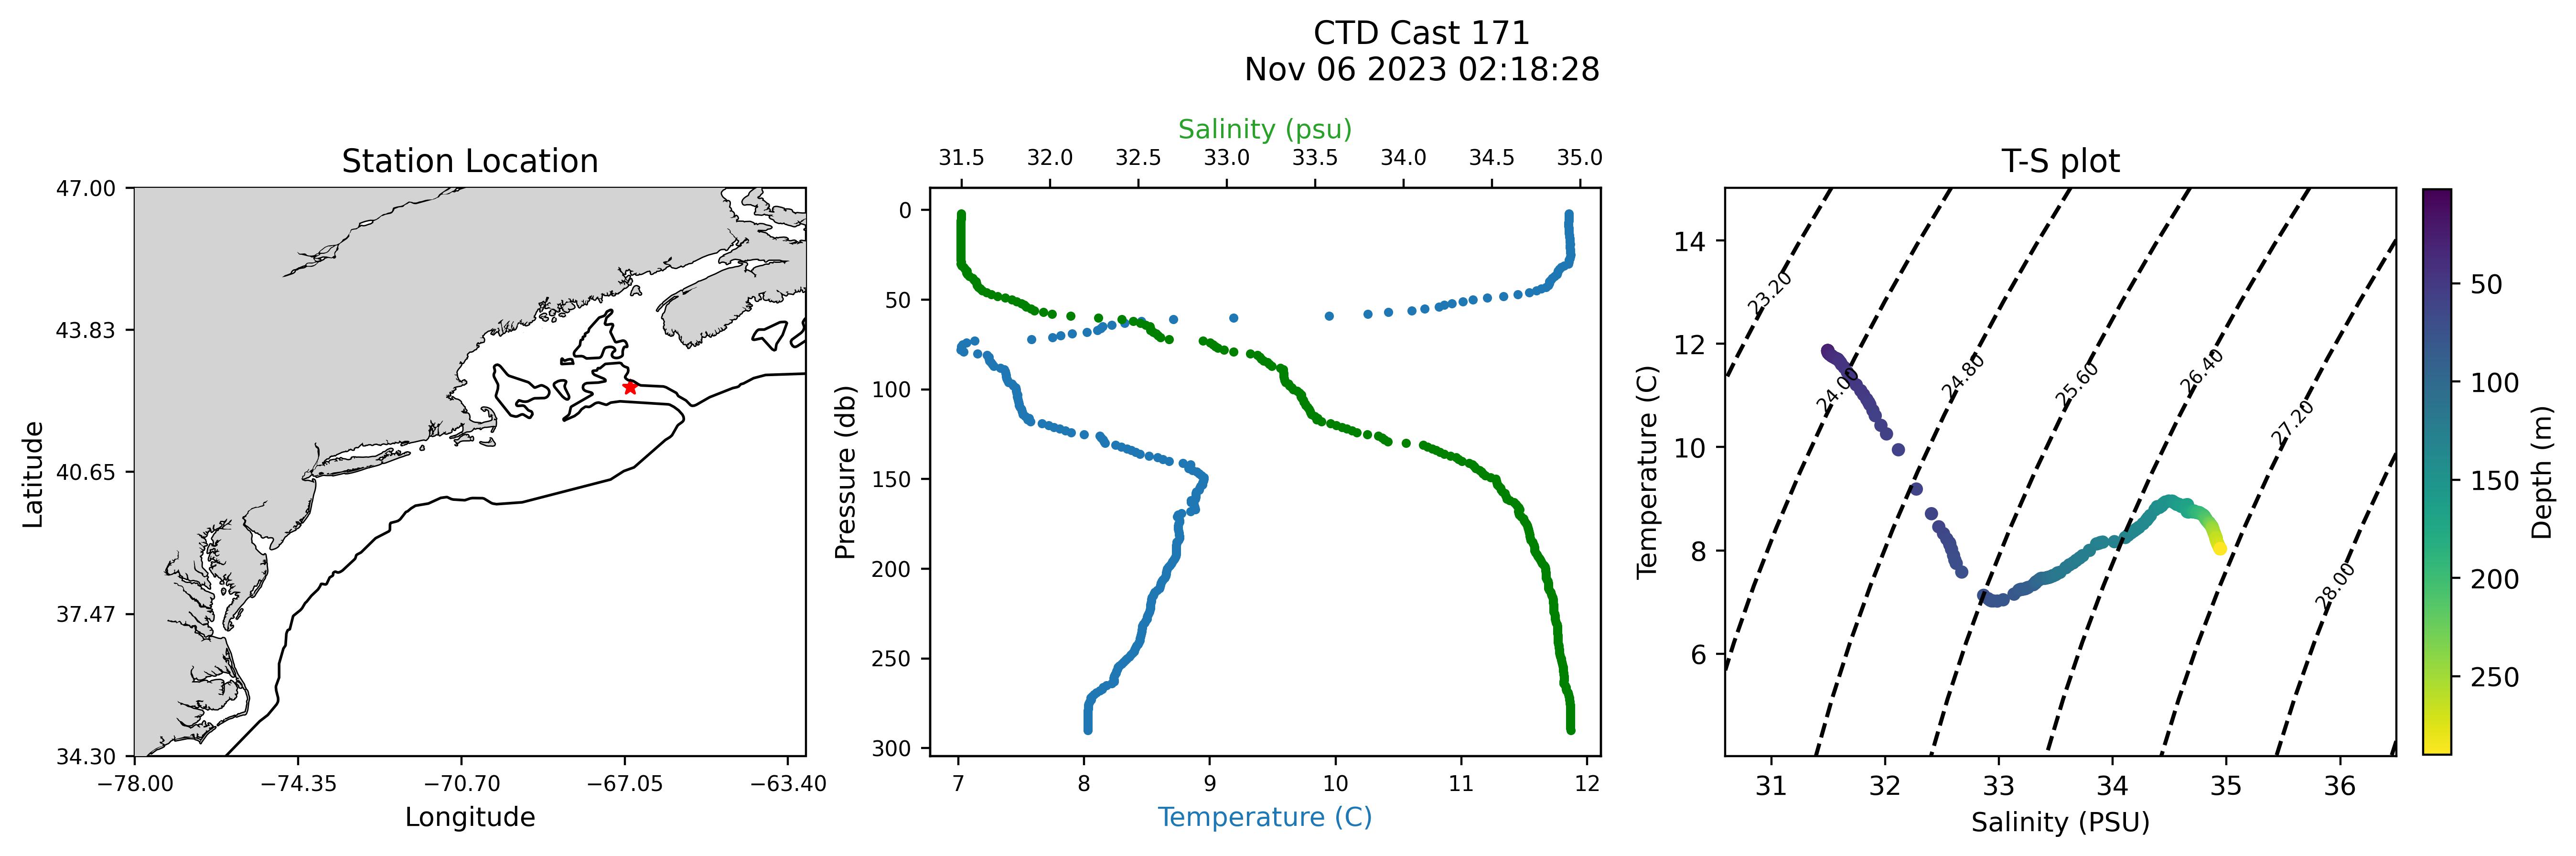 CTD Cast 171
Nov 06 2023 02:18:28
Station Location
47.00
43.83
40.65
37.47
34.30
Latitude
−78.00 −74.35 −70.70 −67.05 −63.40
Longitude
Salinity (psu)
31.5 32.0 32.5 33.0 33.5 34.0 34.5 35.0
0
50
100
150
200
250
300
Pressure (db)
7 8 9 10 11 12
Temperature (C)
T-S plot
14
12
10
8
6
Temperature (C)
23.20
24.00
24.80
25.60
26.40
27.20
28.00
31 32 33 34 35 36
Salinity (PSU)
50
100
150
200
250
Depth (m)